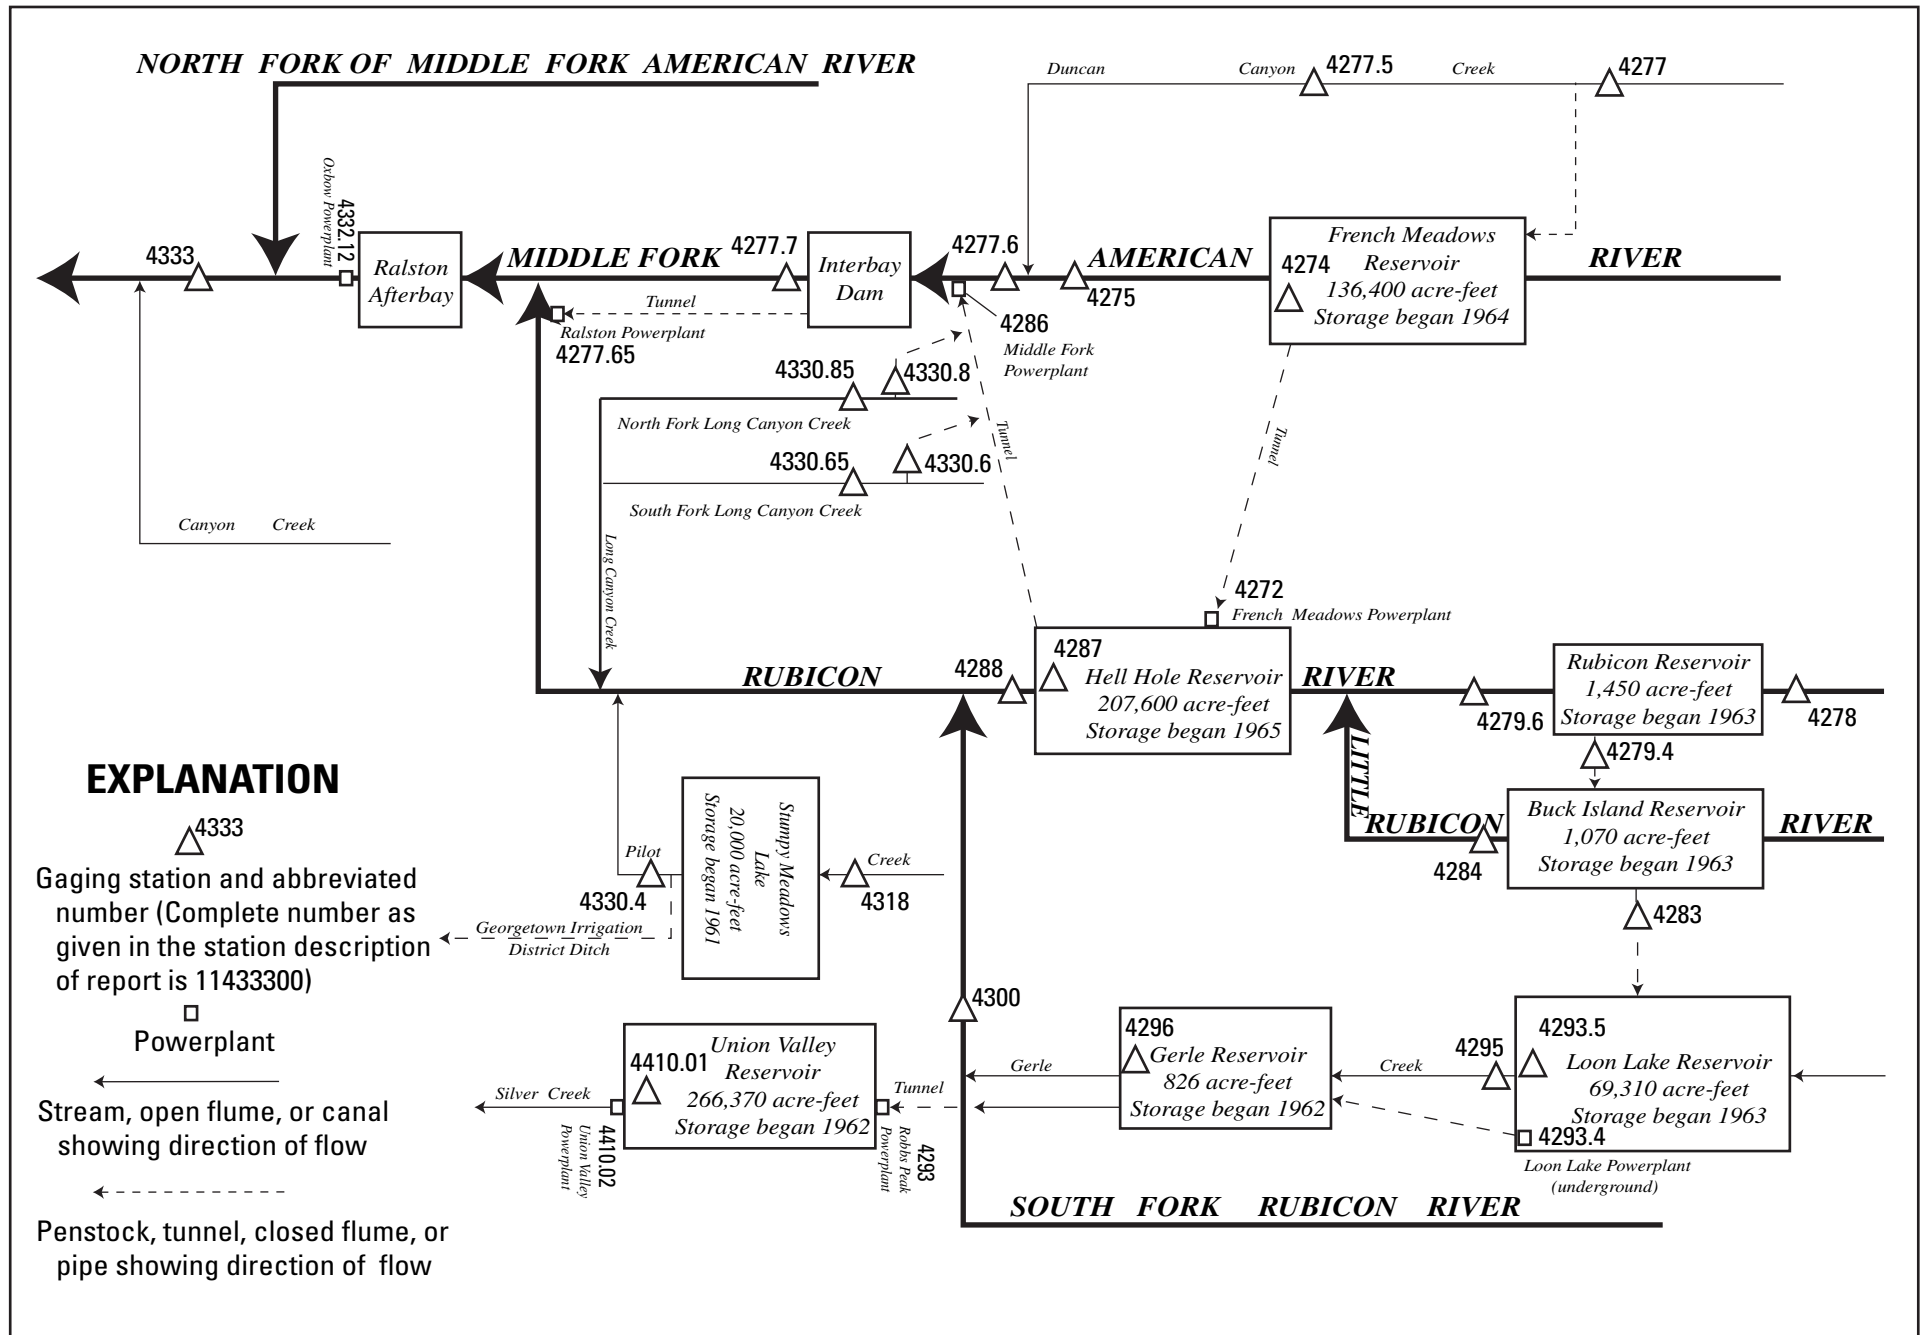 NORTH FORK OF MIDDLE FORK AMERICAN RIVER
Duncan Canyon Creek
4277.5
4277
4333
4332.12
Oxbow Powerplant
Ralston
Afterbay
MIDDLE FORK
4277.7
Interbay
Dam
4277.6
4275
AMERICAN
French Meadows
Reservoir
136,400 acre-feet
Storage began 1964
4274
RIVER
Tunnel
Ralston Powerplant
4277.65
4286
Middle Fork
Powerplant
4330.85
4330.8
North Fork Long Canyon Creek
4330.65
4330.6
South Fork Long Canyon Creek
Tunnel
Tunnel
Canyon Creek
Long Canyon Creek
4272
French Meadows Powerplant
RUBICON
4288
4287
Hell Hole Reservoir
207,600 acre-feet
Storage began 1965
RIVER
4279.6
Rubicon Reservoir
1,450 acre-feet
Storage began 1963
4278
4279.4
LITTLE
RUBICON
4284
Buck Island Reservoir
1,070 acre-feet
Storage began 1963
RIVER
4283
Pilot
4330.4
Stumpy Meadows
Lake
20,000 acre-feet
Storage began 1961
Creek
4318
Georgetown Irrigation
District Ditch
4300
Silver Creek
4410.02
Union Valley
Powerplant
4410.01
Union Valley
Reservoir
266,370 acre-feet
Storage began 1962
Tunnel
4293
Robbs Peak
Powerplant
Gerle
4296
Gerle Reservoir
826 acre-feet
Storage began 1962
Creek
4295
4293.5
Loon Lake Reservoir
69,310 acre-feet
Storage began 1963
4293.4
Loon Lake Powerplant
(underground)
SOUTH FORK RUBICON RIVER
EXPLANATION
4333
Gaging station and abbreviated
number (Complete number as
given in the station description
of report is 11433300)
Powerplant
Stream, open flume, or canal
showing direction of flow
Penstock, tunnel, closed flume, or
pipe showing direction of flow